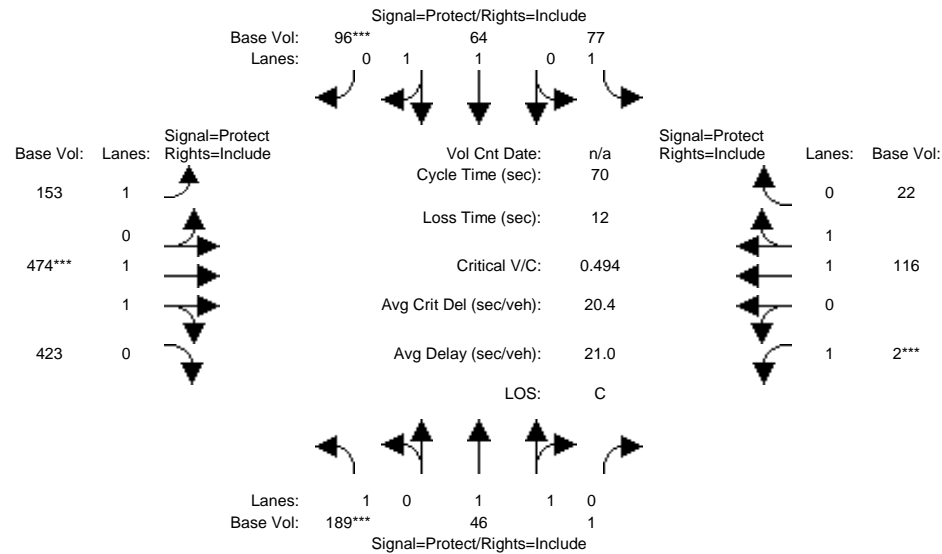 Signal=Protect/Rights=Include
Base Vol: 96*** 64 77
Lanes: 0 1 1 0 1
Signal=Protect
Base Vol: Lanes: Rights=Include
Vol Cnt Date: n/a
Signal=Protect
Rights=Include Lanes: Base Vol:
Cycle Time (sec): 70
153 1
0 22
Loss Time (sec): 12
0
1
474*** 1
Critical V/C: 0.494
1 116
1
Avg Crit Del (sec/veh): 20.4
0
423 0
Avg Delay (sec/veh): 21.0
1 2***
LOS: C
Lanes: 1 0 1 1 0
Base Vol: 189*** 46 1
Signal=Protect/Rights=Include